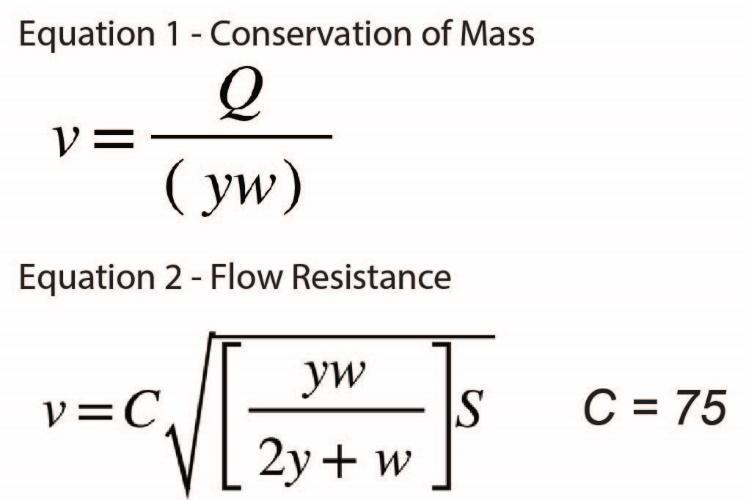 Equation 1 - Conservation of Mass
v = Q / (yw)
Equation 2 - Flow Resistance
v = C √[yw / 2y + w]S C = 75